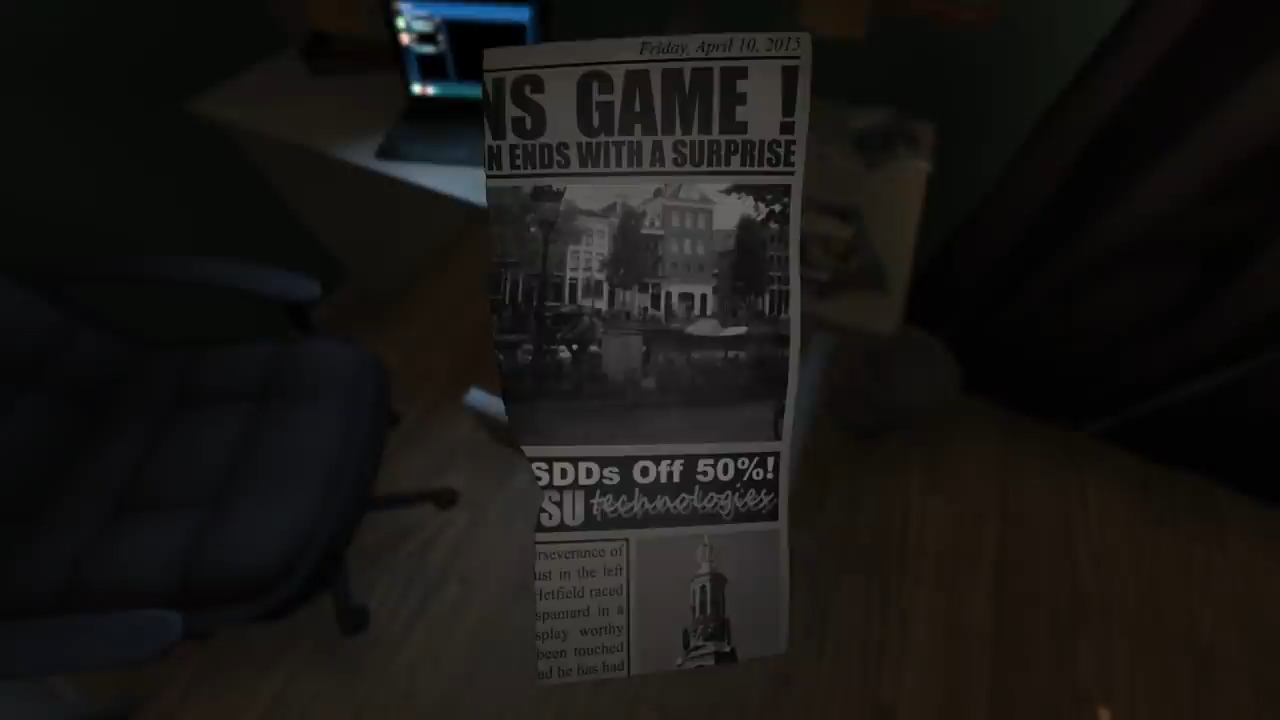 Friday, April 10, 2015
NS GAME !
N ENDS WITH A SURPRISE
SDDs Off 50%!
SU technologies
rseverance of
ust in the left
Hetfield raced
spaniard in a
splay worthy
been touched
nd he has had